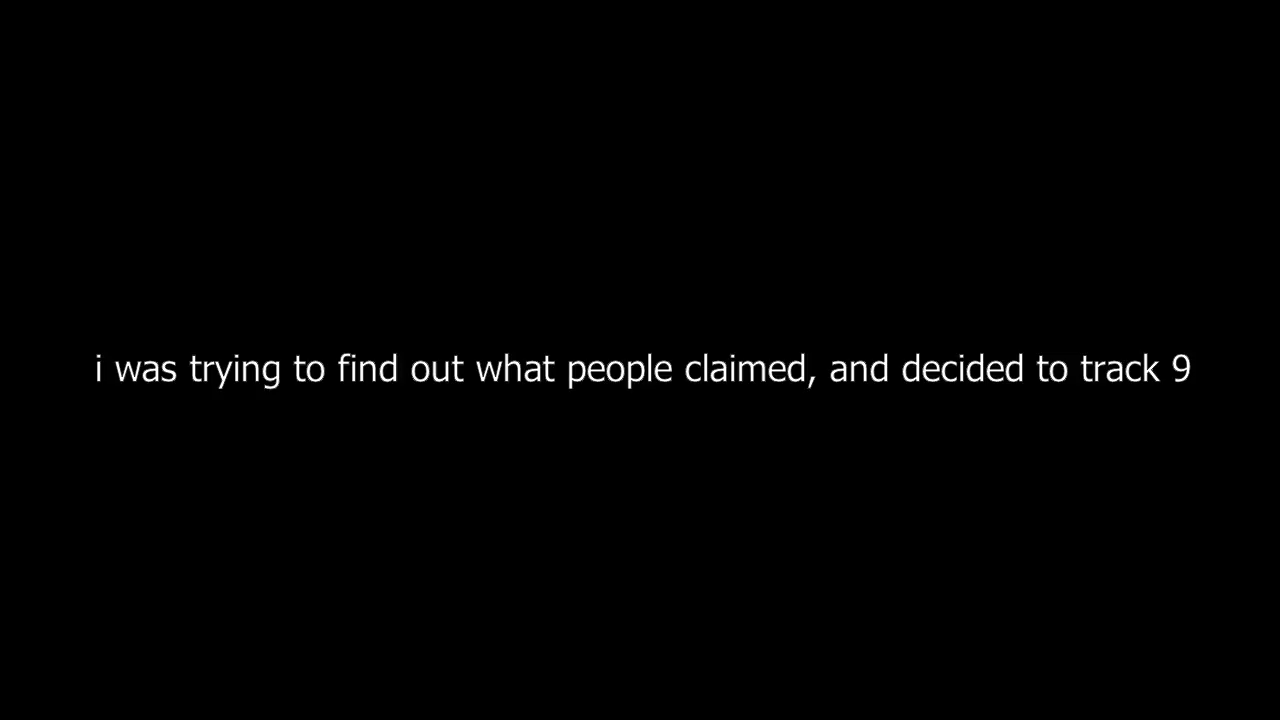 i was trying to find out what people claimed, and decided to track 9